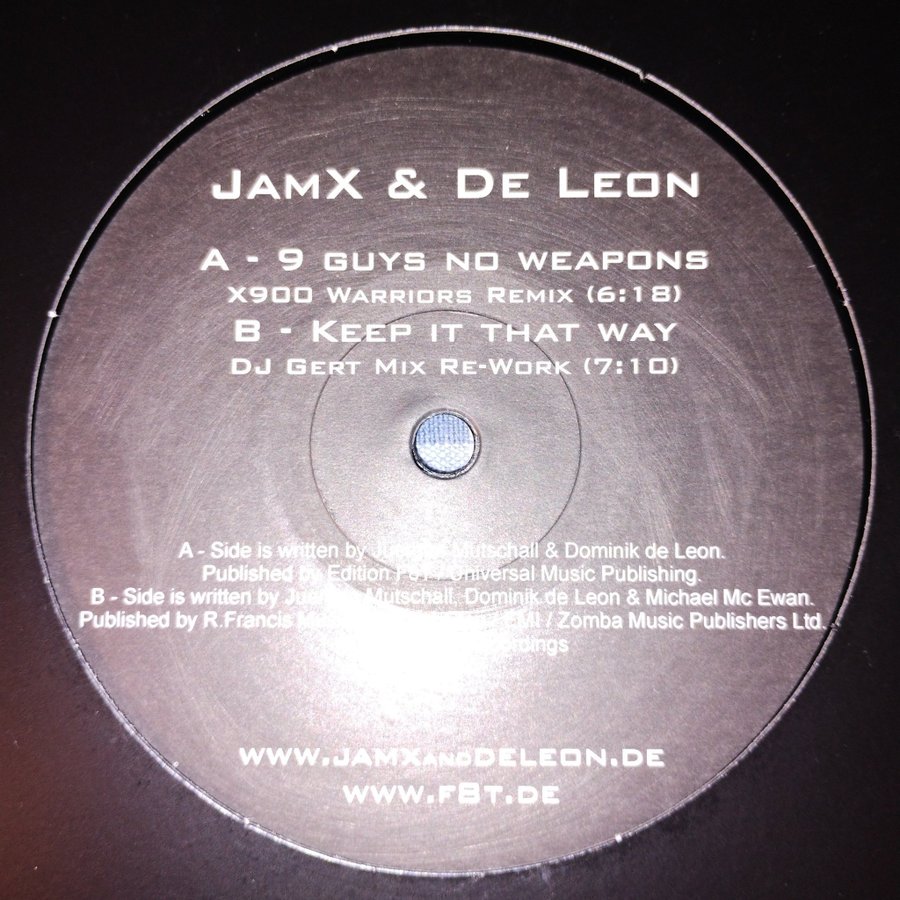 JamX & De Leon
A - 9 guys no weapons
X900 Warriors Remix (6:18)
B - Keep it that way
DJ Gert Mix Re-Work (7:10)
A - Side is written by Mutschall & Dominik de Leon.
Published by Edition / Universal Music Publishing.
B - Side is written by Mutschall, Dominik de Leon & Michael Mc Ewan.
Published by R.Francis / EMI / Zomba Music Publishers Ltd.
www.jamXandDeLeon.de
www.f8t.de